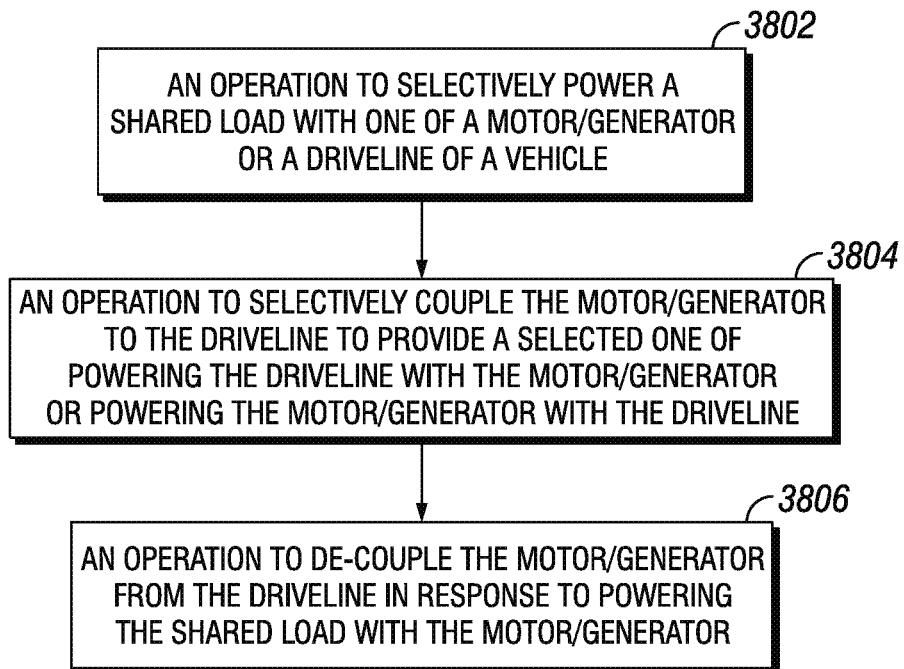 3802
AN OPERATION TO SELECTIVELY POWER A
SHARED LOAD WITH ONE OF A MOTOR/GENERATOR
OR A DRIVELINE OF A VEHICLE
3804
AN OPERATION TO SELECTIVELY COUPLE THE MOTOR/GENERATOR
TO THE DRIVELINE TO PROVIDE A SELECTED ONE OF
POWERING THE DRIVELINE WITH THE MOTOR/GENERATOR
OR POWERING THE MOTOR/GENERATOR WITH THE DRIVELINE
3806
AN OPERATION TO DE-COUPLE THE MOTOR/GENERATOR
FROM THE DRIVELINE IN RESPONSE TO POWERING
THE SHARED LOAD WITH THE MOTOR/GENERATOR